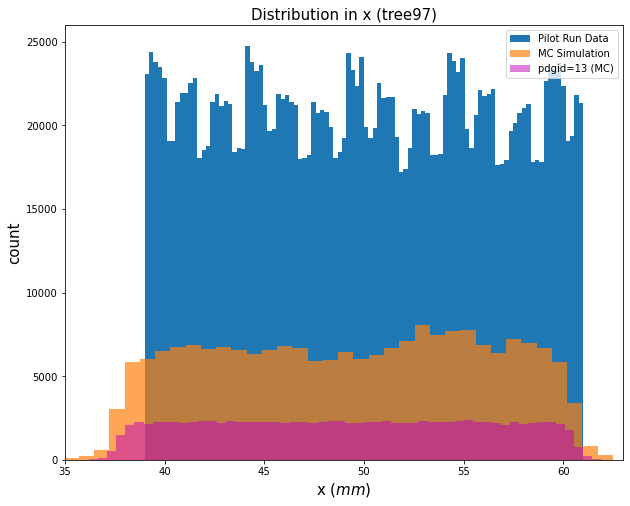 Distribution in x (tree97)
25000
20000
15000
10000
5000
0
count
Pilot Run Data
MC Simulation
pdgid=13 (MC)
35 40 45 50 55 60
x (mm)